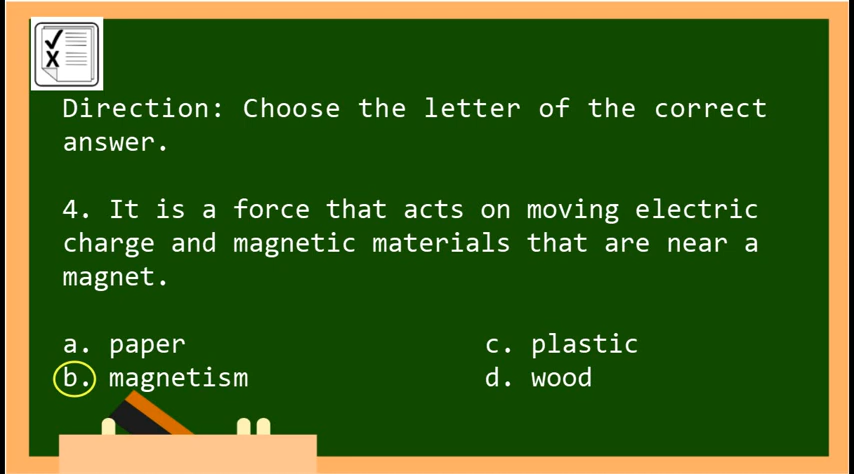 Direction: Choose the letter of the correct
answer.
4. It is a force that acts on moving electric
charge and magnetic materials that are near a
magnet.
a. paper
b. magnetism
c. plastic
d. wood